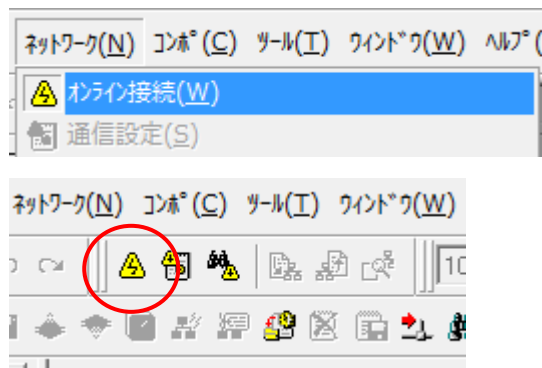 ネットワーク(N) コンポ(C) ツール(T) ウィンドウ(W) ヘルプ(
オンライン接続(W)
通信設定(S)
ネットワーク(N) コンポ(C) ツール(T) ウィンドウ(W)
10